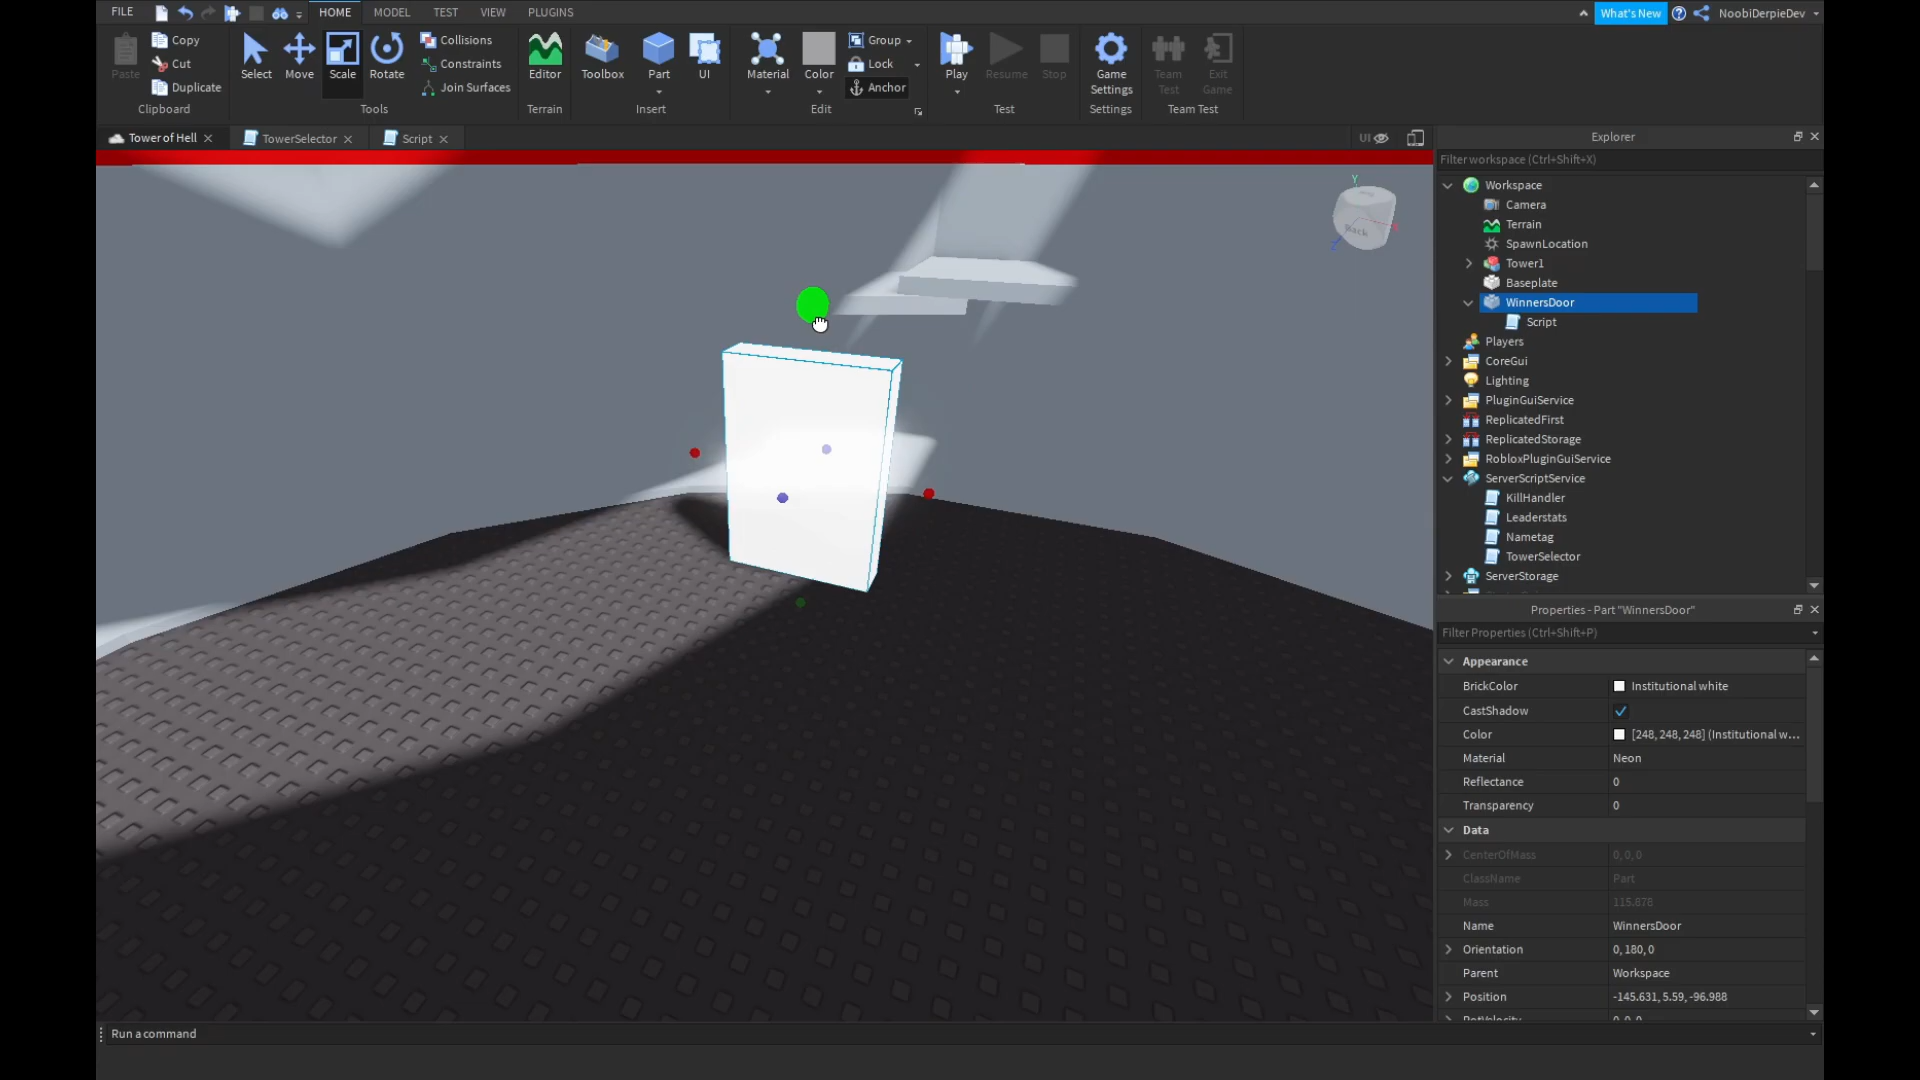 FILE HOME MODEL TEST VIEW PLUGINS What's New NoobiDerpieDev
Paste
Copy
Cut
Duplicate
Clipboard
Select Move Scale Rotate
Collisions
Constraints
Join Surfaces
Tools
Editor
Terrain
Toolbox Part UI
Insert
Material Color
Group
Lock
Anchor
Edit
Play Resume Stop
Test
Game
Settings
Settings
Team
Test
Exit
Game
Team Test
Tower of Hell TowerSelector Script UI
Back
Y
Z
Explorer
Filter workspace (Ctrl+Shift+X)
Workspace
Camera
Terrain
SpawnLocation
Tower1
Baseplate
WinnersDoor
Script
Players
CoreGui
Lighting
PluginGuiService
ReplicatedFirst
ReplicatedStorage
RobloxPluginGuiService
ServerScriptService
KillHandler
Leaderstats
Nametag
TowerSelector
ServerStorage
Properties - Part "WinnersDoor"
Filter Properties (Ctrl+Shift+P)
Appearance
BrickColor Institutional white
CastShadow
Color [248, 248, 248] (Institutional w...
Material Neon
Reflectance 0
Transparency 0
Data
CenterOfMass 0, 0, 0
ClassName Part
Mass 115.878
Name WinnersDoor
Orientation 0, 180, 0
Parent Workspace
Position -145.631, 5.59, -96.988
RotVelocity 0, 0, 0
Run a command